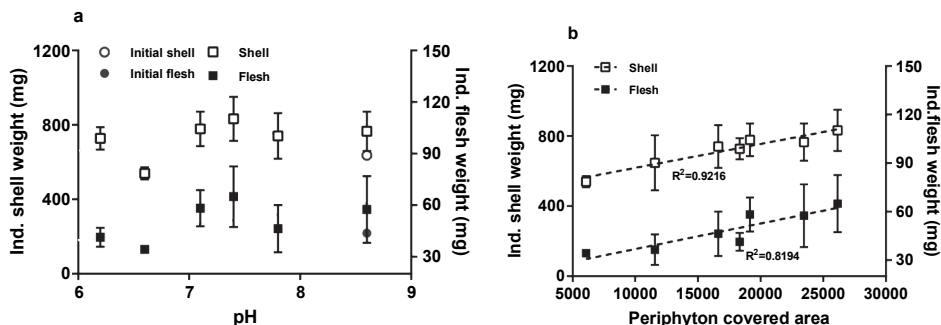 a
Initial shell
Shell
Initial flesh
Flesh
Ind. shell weight (mg)
1200
800
400
0
Ind. flesh weight (mg)
150
120
90
60
30
6
7
8
9
pH
b
Shell
Flesh
Ind. shell weight (mg)
1200
800
400
0
Ind.flesh weight (mg)
150
120
90
60
30
R²=0.9216
R²=0.8194
5000
10000
15000
20000
25000
30000
Periphyton covered area